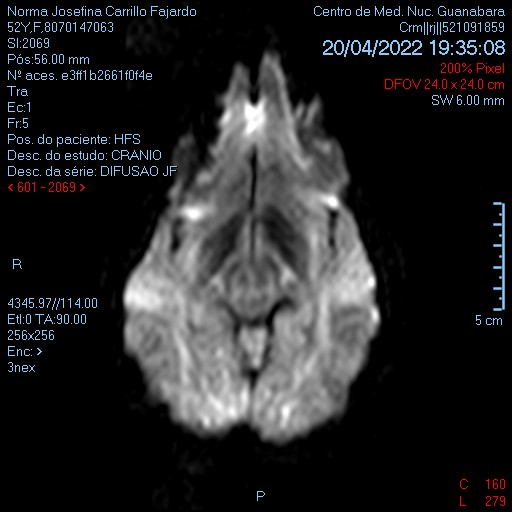 Norma Josefina Carrillo Fajardo
52Y,F,8070147063
Sl:2069
Pós:56.00 mm
Nº aces. e3ff1b2661f0f4e
Tra
Ec:1
Fr:5
Pos. do paciente: HFS
Desc. do estudo: CRANIO
Desc. da série: DIFUSAO JF
< 601 - 2069 >
Centro de Med. Nuc. Guanabara
Crm||rj||521091859
20/04/2022 19:35:08
200% Pixel
DFOV 24.0 x 24.0 cm
SW 6.00 mm
R
5 cm
4345.97//114.00
Etl:0 TA:90.00
256x256
Enc: >
3nex
P
C 160
L 279